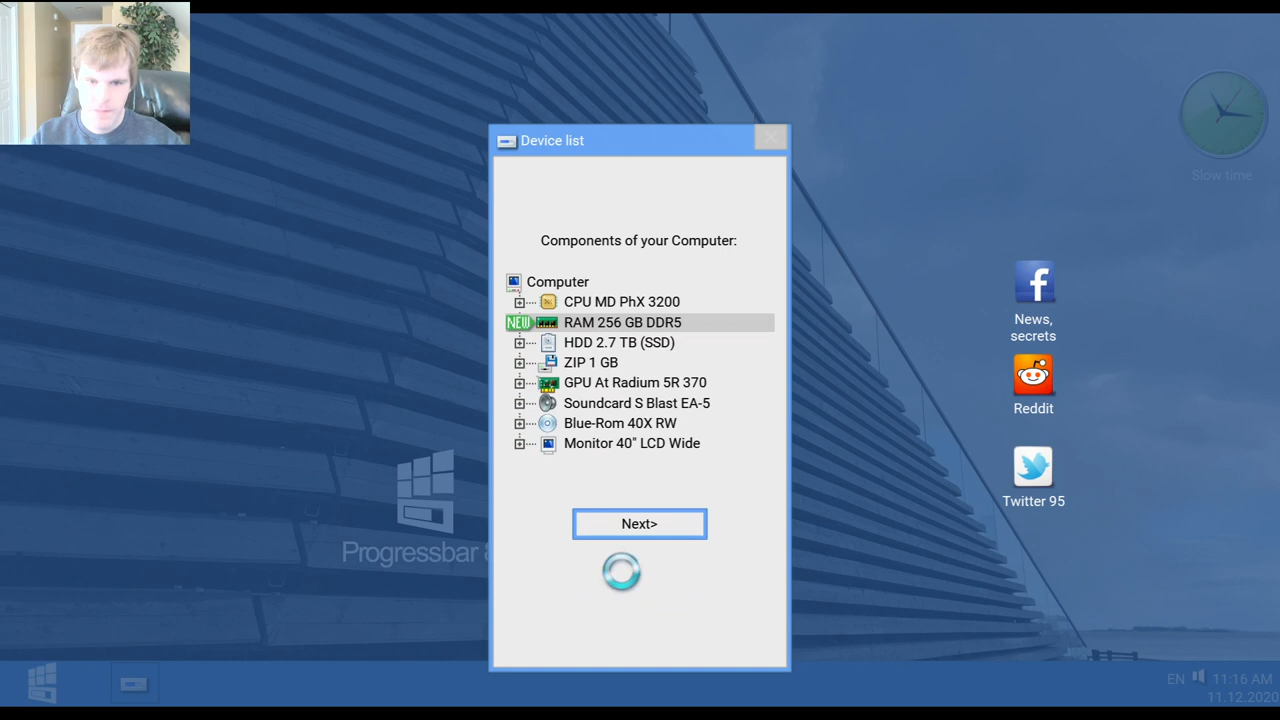 Device list
Slow time
Components of your Computer:
Computer
CPU MD PhX 3200
NEW RAM 256 GB DDR5
HDD 2.7 TB (SSD)
ZIP 1 GB
GPU At Radium 5R 370
Soundcard S Blast EA-5
Blue-Rom 40X RW
Monitor 40" LCD Wide
Next>
Progressbar 8
News,
secrets
Reddit
Twitter 95
EN 11:16 AM
11.12.2020